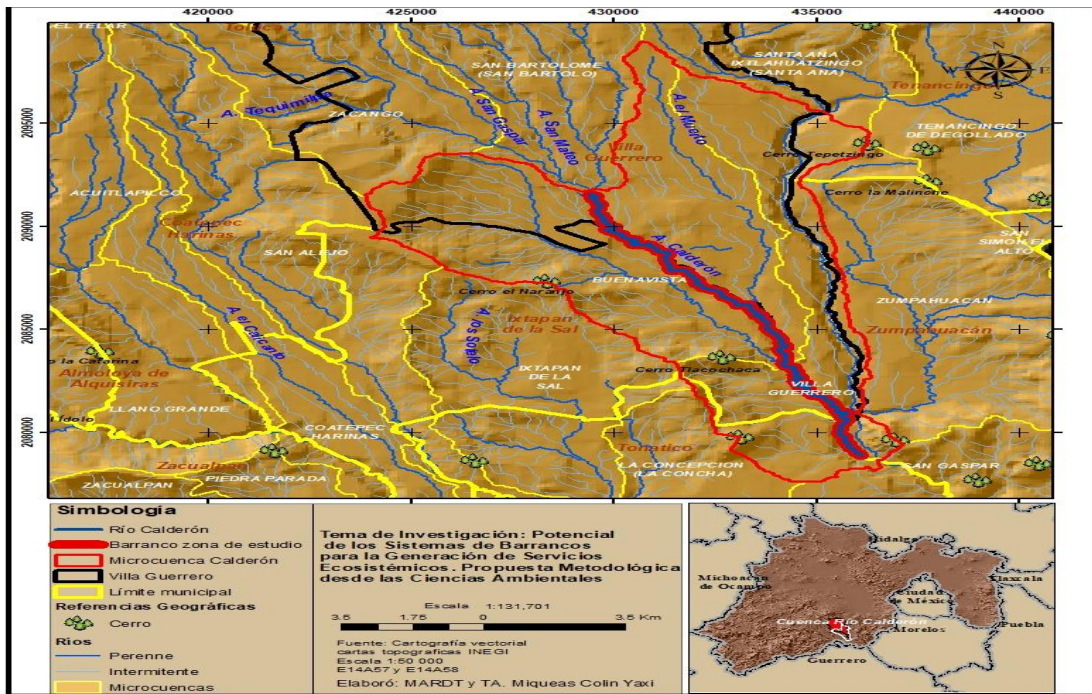 420000 425000 430000 435000 440000
EL TELAR
Toluca
SAN BARTOLOME
(SAN BARTOLO)
SANTA ANA
IXTLAHUATZINGO
(SANTA ANA)
N
E
S
Tenancingo
A. Tequimilpa
ZACANGO
A. San Gaspar
A. San Mateo
Villa
Guerrero
A. el Muerto
TENANCINGO
DE DEGOLLADO
Cerro Tepetzingo
Cerro la Malinche
2095000
ACUITLAPILCO
Coatepec
Harinas
SAN ALEJO
2090000
A. Calderón
SAN
SIMON EL
ALTO
BUENAVISTA
Cerro el Naranjo
ZUMPAHUACAN
Ixtapan
de la Sal
Zumpahuacán
2085000
Almoloya de
Alquisiras
IXTAPAN
DE LA
SAL
Cerro Tlacochaca
VILLA
GUERRERO
LLANO GRANDE
COATEPEC
HARINAS
2080000
Zacualpan
Tonatico
ZACUALPAN
PIEDRA PARADA
LA CONCEPCION
(LA CONCHA)
SAN GASPAR
Simbología
Río Calderón
Barranco zona de estudio
Microcuenca Calderón
Villa Guerrero
Límite municipal
Referencias Geográficas
Cerro
Ríos
Perenne
Intermitente
Microcuencas
Tema de Investigación: Potencial
de los Sistemas de Barrancos
para la Generación de Servicios
Ecosistémicos. Propuesta Metodológica
desde las Ciencias Ambientales
Escala 1:131,701
3.5 1.75 0 3.5 Km
Fuente: Cartografía vectorial
cartas topograficas INEGI
Escala 1:50 000
E14A57 y E14A58
Elaboró: MARDT y TA. Miqueas Colin Yaxi
Hidalgo
Michoacán
de Ocampo
Tlaxcala
Ciudad
de México
Cuenca Río Calderón
Morelos
Puebla
Guerrero